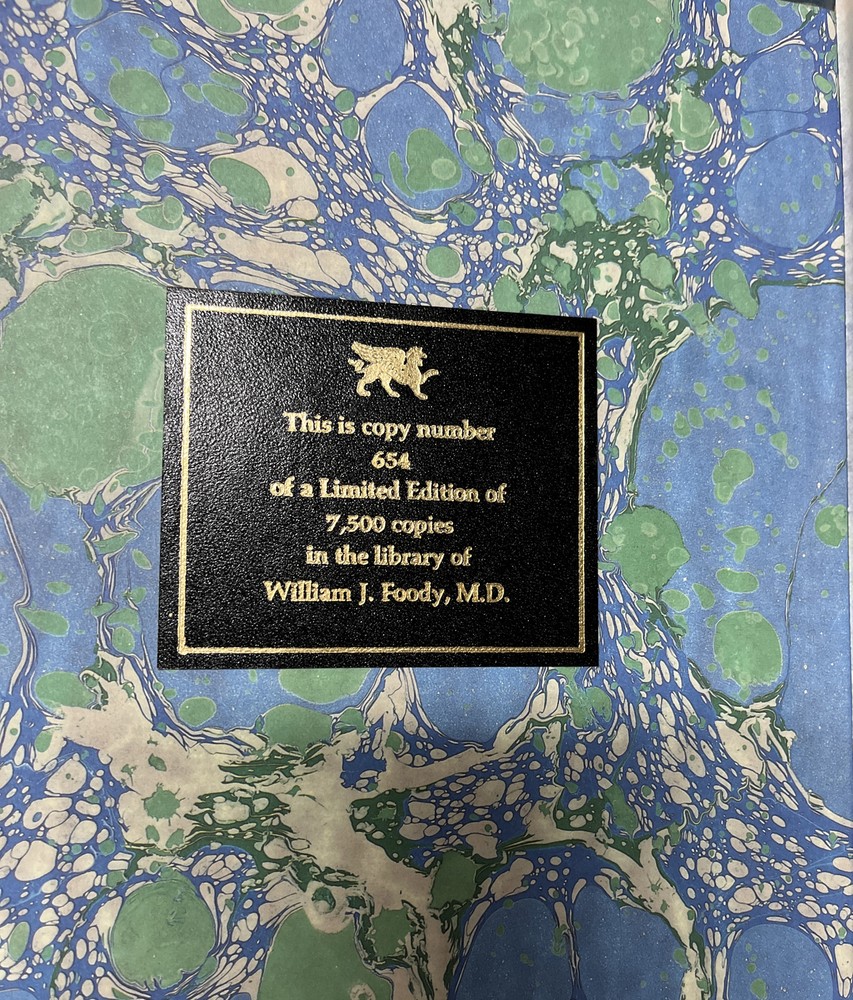 This is copy number
654
of a Limited Edition of
7,500 copies
in the library of
William J. Foody, M.D.